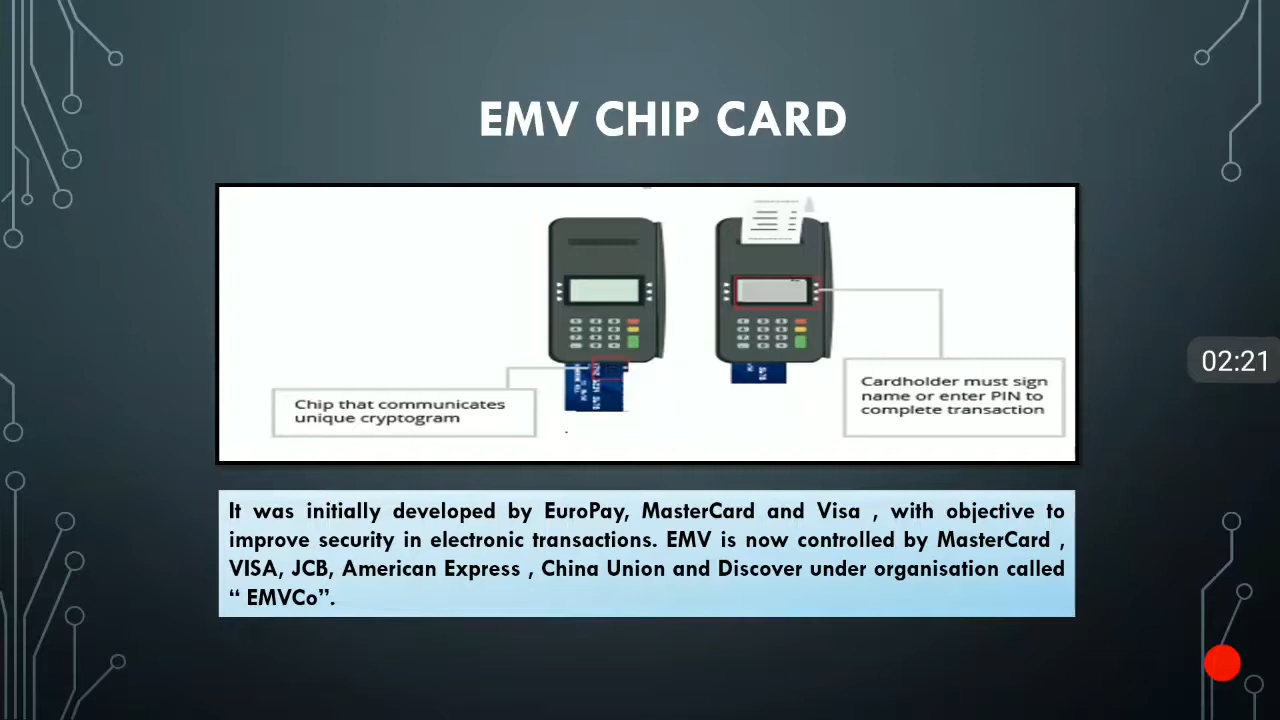 EMV CHIP CARD
Chip that communicates
unique cryptogram
Cardholder must sign
name or enter PIN to
complete transaction
02:21
It was initially developed by EuroPay, MasterCard and Visa , with objective to
improve security in electronic transactions. EMV is now controlled by MasterCard ,
VISA, JCB, American Express , China Union and Discover under organisation called
“ EMVCo”.